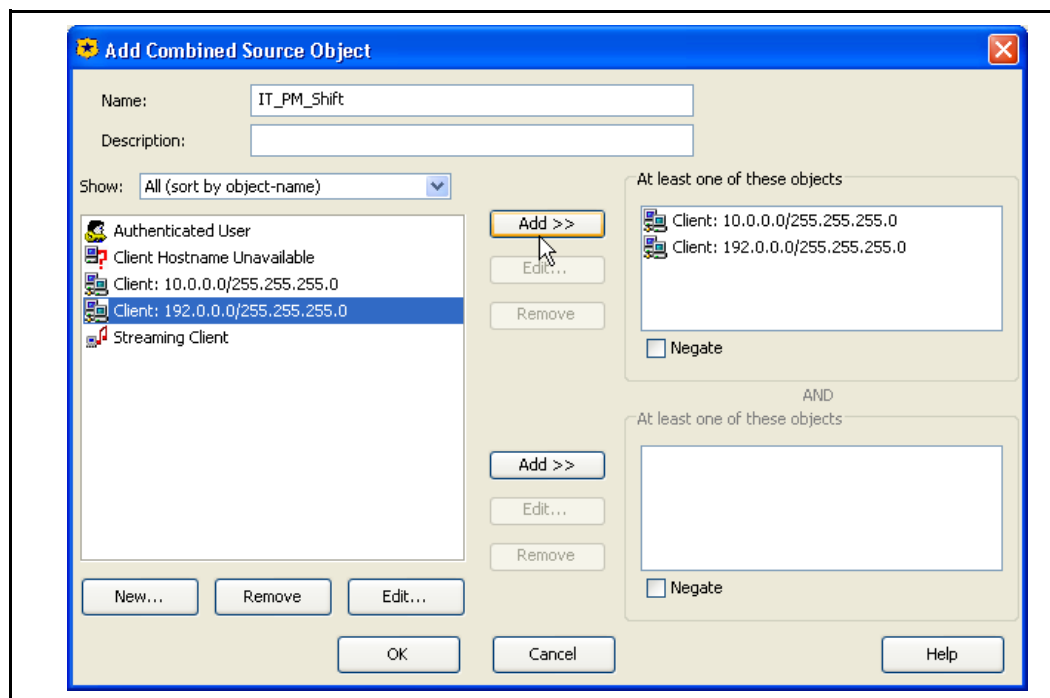 Add Combined Source Object
Name: IT_PM_Shift
Description:
Show: All (sort by object-name)
Authenticated User
Client Hostname Unavailable
Client: 10.0.0.0/255.255.255.0
Client: 192.0.0.0/255.255.255.0
Streaming Client
New...
Remove
Edit...
Add >>
Edit...
Remove
Add >>
Edit...
Remove
At least one of these objects
Client: 10.0.0.0/255.255.255.0
Client: 192.0.0.0/255.255.255.0
Negate
AND
At least one of these objects
Negate
OK
Cancel
Help